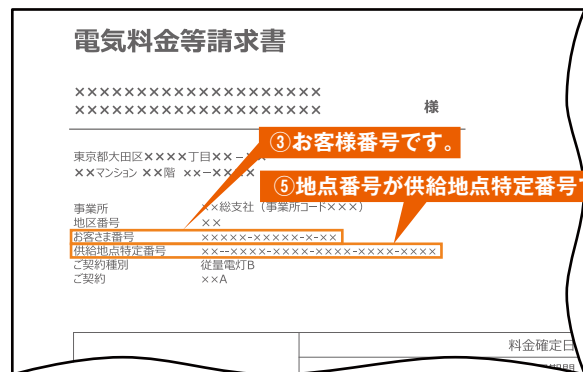 電気料金等請求書
××××××××××××××××××××
×××××××××××××××××××× 様
③お客様番号です。
東京都大田区××××丁目××−
××マンション ××階 ××−××
⑤地点番号が供給地点特定番号
事業所 ××総支社（事業所コード×××）
地区番号 ××
お客さま番号 ×××××-×××××-×-××
供給地点特定番号 ××--××××-××××-××××-××××-××××
ご契約種別 従量電灯B
ご契約 ××A
料金確定日